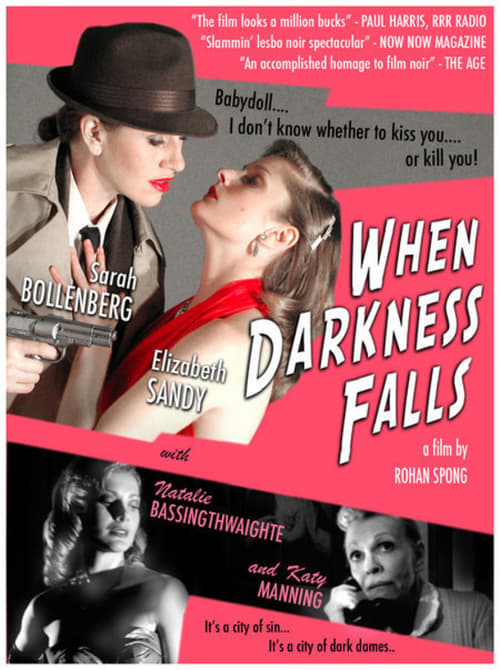 “The film looks a million bucks” - PAUL HARRIS, RRR RADIO
“Slammin’ lesbo noir spectacular” - NOW NOW MAGAZINE
“An accomplished homage to film noir” - THE AGE
Babydoll....
I don’t know whether to kiss you....
or kill you!
Sarah
BOLLENBERG
Elizabeth
SANDY
WHEN
DARKNESS
FALLS
a film by
ROHAN SPONG
with
Natalie
BASSINGTHWAIGHTE
and Katy
MANNING
It’s a city of sin...
It’s a city of dark dames..